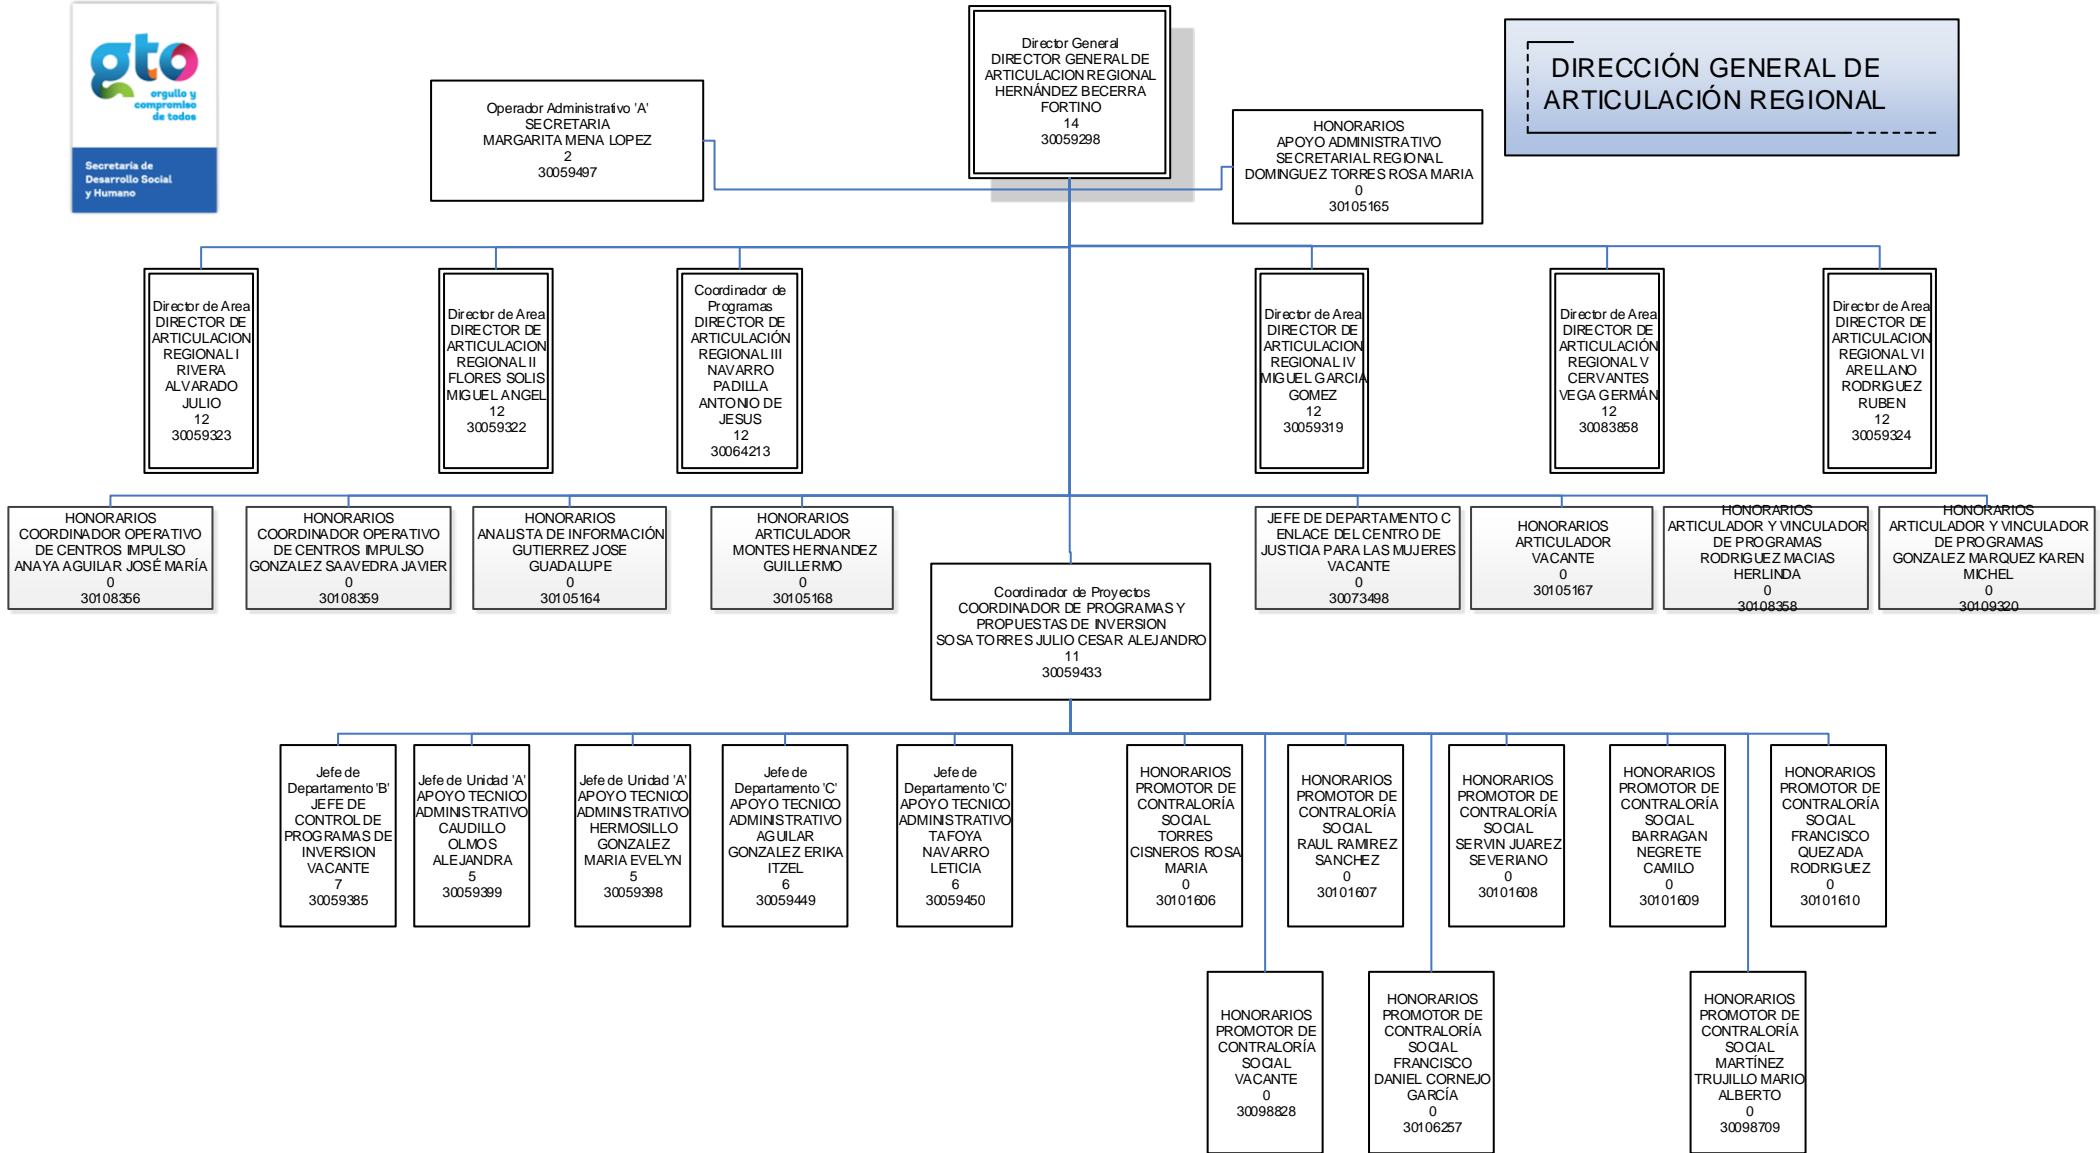 gto
orgullo y
compromiso
de todos
Secretaría de
Desarrollo Social
y Humano
Operador Administrativo 'A'
SECRETARIA
MARGARITA MENA LOPEZ
2
30059497
Director General
DIRECTOR GENERAL DE
ARTICULACION REGIONAL
HERNÁNDEZ BECERRA
FORTINO
14
30059298
HONORARIOS
APOYO ADMINISTRATIVO
SECRETARIAL REGIONAL
DOMINGUEZ TORRES ROSA MARIA
0
30105165
DIRECCIÓN GENERAL DE
ARTICULACIÓN REGIONAL
Director de Area
DIRECTOR DE
ARTICULACION
REGIONAL I
RIVERA
ALVARADO
JULIO
12
30059323
Director de Area
DIRECTOR DE
ARTICULACION
REGIONAL II
FLORES SOLIS
MIGUEL ANGEL
12
30059322
Coordinador de
Programas
DIRECTOR DE
ARTICULACIÓN
REGIONAL III
NAVARRO
PADILLA
ANTONIO DE
JESUS
12
30064213
Director de Area
DIRECTOR DE
ARTICULACION
REGIONAL IV
MIGUEL GARCIA
GOMEZ
12
30059319
Director de Area
DIRECTOR DE
ARTICULACIÓN
REGIONAL V
CERVANTES
VEGA GERMÁN
12
30083858
Director de Area
DIRECTOR DE
ARTICULACION
REGIONAL VI
ARELLANO
RODRIGUEZ
RUBEN
12
30059324
HONORARIOS
COORDINADOR OPERATIVO
DE CENTROS IMPULSO
ANAYA AGUILAR JOSÉ MARÍA
0
30108356
HONORARIOS
COORDINADOR OPERATIVO
DE CENTROS IMPULSO
GONZALEZ SAAVEDRA JAVIER
0
30108359
HONORARIOS
ANALISTA DE INFORMACIÓN
GUTIERREZ JOSE
GUADALUPE
0
30105164
HONORARIOS
ARTICULADOR
MONTES HERNANDEZ
GUILLERMO
0
30105168
JEFE DE DEPARTAMENTO C
ENLACE DEL CENTRO DE
JUSTICIA PARA LAS MUJERES
VACANTE
0
30073498
HONORARIOS
ARTICULADOR
VACANTE
0
30105167
HONORARIOS
ARTICULADOR Y VINCULADOR
DE PROGRAMAS
RODRIGUEZ MACIAS
HERLINDA
0
30108358
HONORARIOS
ARTICULADOR Y VINCULADOR
DE PROGRAMAS
GONZALEZ MARQUEZ KAREN
MICHEL
0
30109320
Coordinador de Proyectos
COORDINADOR DE PROGRAMAS Y
PROPUESTAS DE INVERSION
SOSA TORRES JULIO CESAR ALEJANDRO
11
30059433
Jefe de
Departamento 'B'
JEFE DE
CONTROL DE
PROGRAMAS DE
INVERSION
VACANTE
7
30059385
Jefe de Unidad 'A'
APOYO TECNICO
ADMINISTRATIVO
CAUDILLO
OLMOS
ALEJANDRA
5
30059399
Jefe de Unidad 'A'
APOYO TECNICO
ADMINISTRATIVO
HERMOSILLO
GONZALEZ
MARIA EVELYN
5
30059398
Jefe de
Departamento 'C'
APOYO TECNICO
ADMINISTRATIVO
AGUILAR
GONZALEZ ERIKA
ITZEL
6
30059449
Jefe de
Departamento 'C'
APOYO TECNICO
ADMINISTRATIVO
TAFOYA
NAVARRO
LETICIA
6
30059450
HONORARIOS
PROMOTOR DE
CONTRALORÍA
SOCIAL
TORRES
CISNEROS ROSA
MARIA
0
30101606
HONORARIOS
PROMOTOR DE
CONTRALORÍA
SOCIAL
RAUL RAMIREZ
SANCHEZ
0
30101607
HONORARIOS
PROMOTOR DE
CONTRALORÍA
SOCIAL
SERVIN JUAREZ
SEVERIANO
0
30101608
HONORARIOS
PROMOTOR DE
CONTRALORÍA
SOCIAL
BARRAGAN
NEGRETE
CAMILO
0
30101609
HONORARIOS
PROMOTOR DE
CONTRALORÍA
SOCIAL
FRANCISCO
QUEZADA
RODRIGUEZ
0
30101610
HONORARIOS
PROMOTOR DE
CONTRALORÍA
SOCIAL
VACANTE
0
30098828
HONORARIOS
PROMOTOR DE
CONTRALORÍA
SOCIAL
FRANCISCO
DANIEL CORNEJO
GARCÍA
0
30106257
HONORARIOS
PROMOTOR DE
CONTRALORÍA
SOCIAL
MARTÍNEZ
TRUJILLO MARIO
ALBERTO
0
30098709